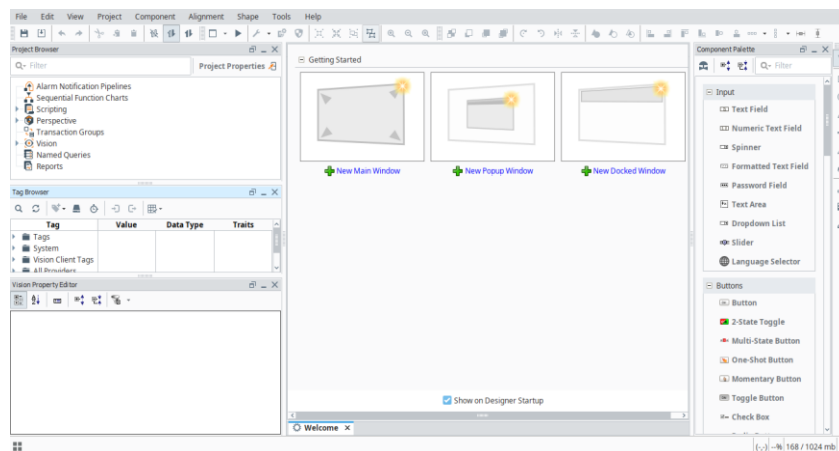 File Edit View Project Component Alignment Shape Tools Help
Project Browser
Filter
Project Properties
Alarm Notification Pipelines
Sequential Function Charts
Scripting
Perspective
Transaction Groups
Vision
Named Queries
Reports
Tag Browser
Tag Value Data Type Traits
Tags
System
Vision Client Tags
All Providers
Vision Property Editor
Getting Started
New Main Window
New Popup Window
New Docked Window
Show on Designer Startup
Welcome
Component Palette
Filter
Input
Text Field
Numeric Text Field
Spinner
Formatted Text Field
Password Field
Text Area
Dropdown List
Slider
Language Selector
Buttons
Button
2-State Toggle
Multi-State Button
One-Shot Button
Momentary Button
Toggle Button
Check Box
(-,-) --% 168 / 1024 mb